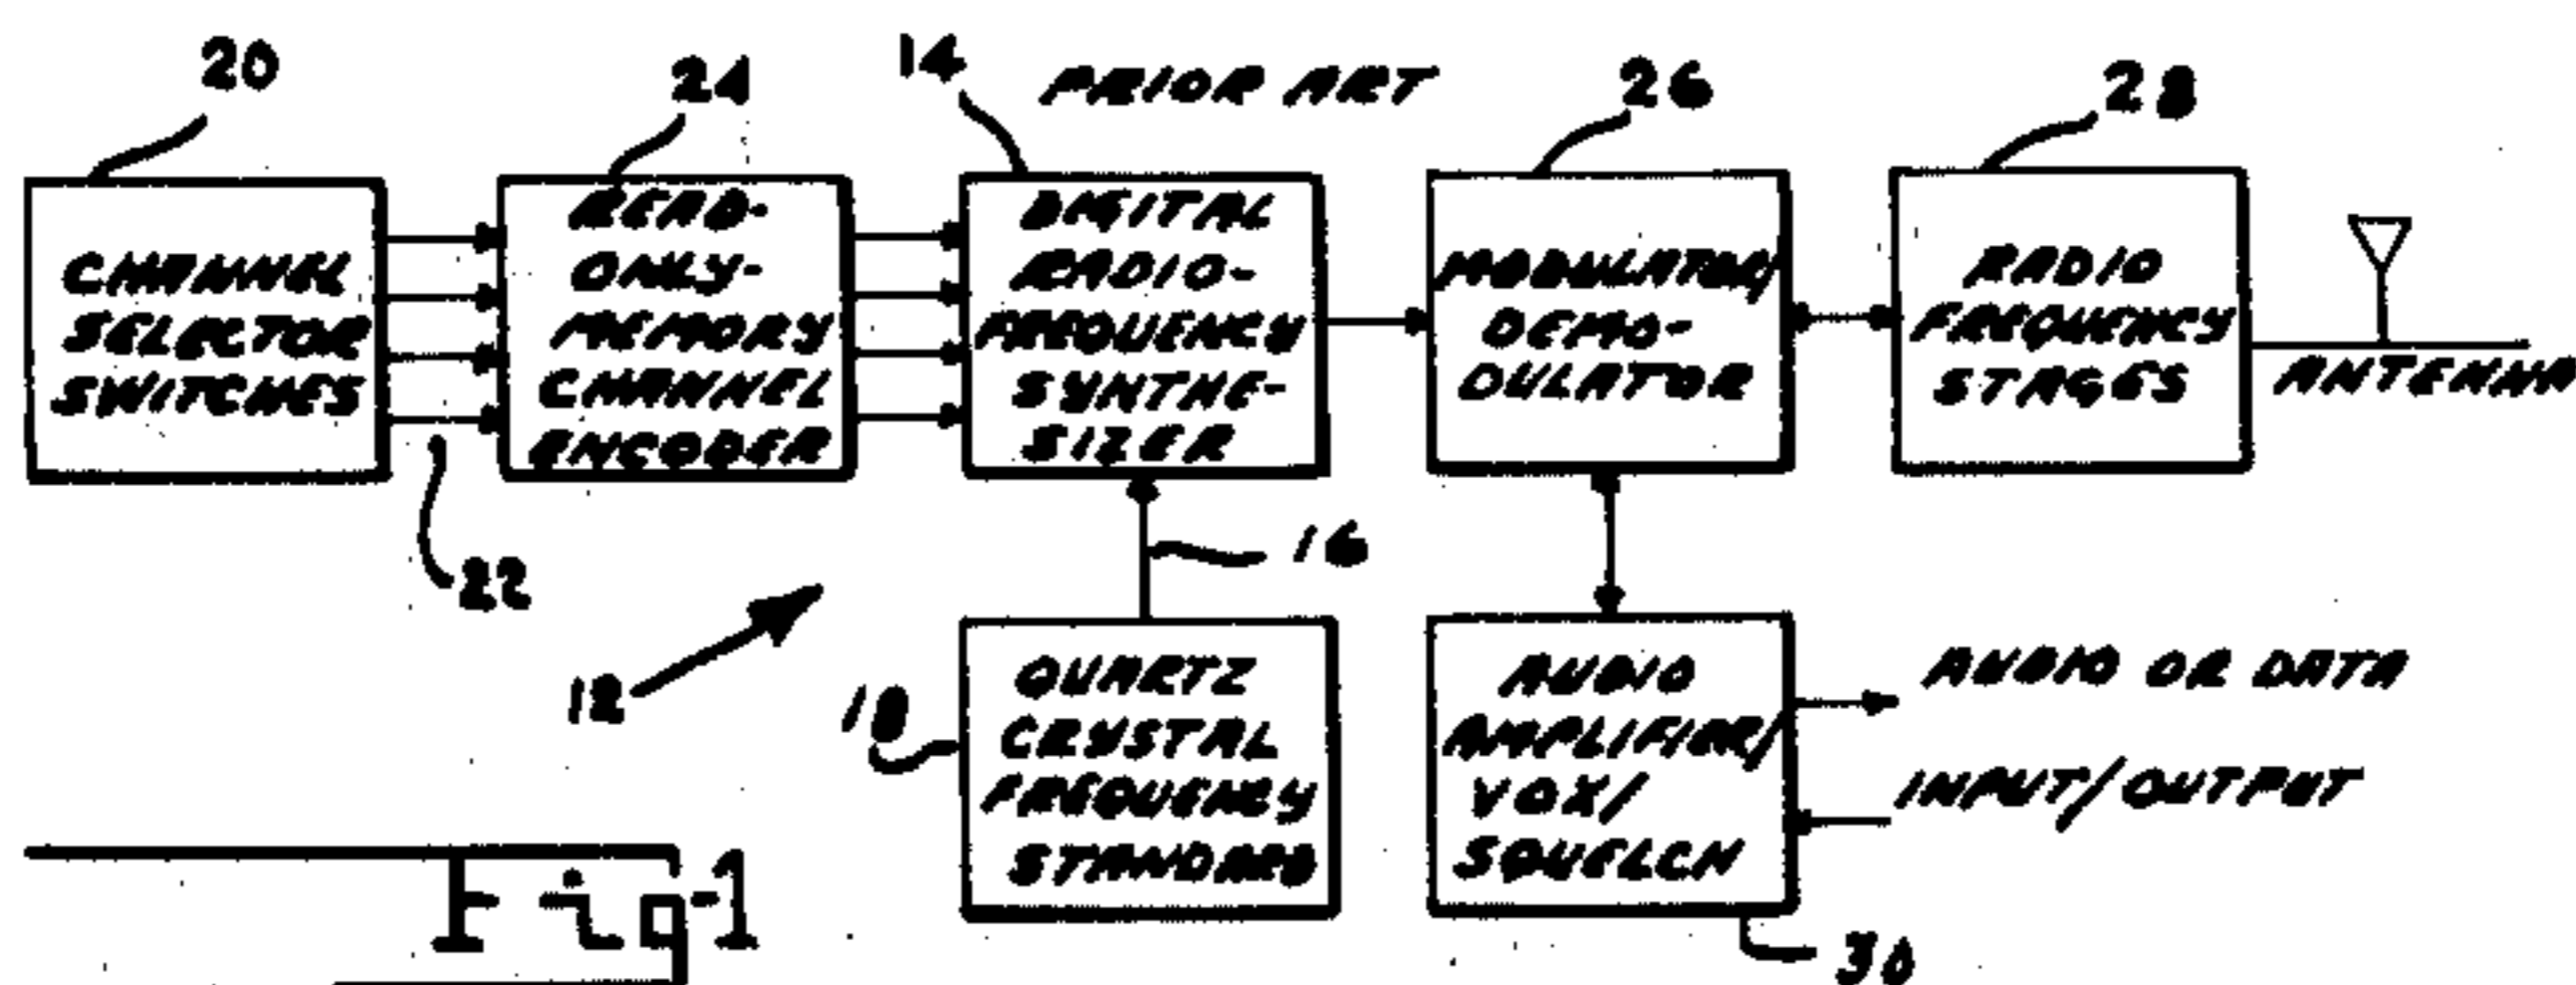 20
24
14
PRIOR ART
26
28
CHANNEL
SELECTOR
SWITCHES
READ-
ONLY-
MEMORY
CHANNEL
ENCODER
DIGITAL
RADIO-
FREQUENCY
SYNTHE-
SIZER
MODULATOR/
DEMO-
DULATOR
RADIO
FREQUENCY
STAGES
ANTENNA
22
16
12
18
QUARTZ
CRYSTAL
FREQUENCY
STANDARD
AUDIO
AMPLIFIER/
VOX/
SQUELCH
AUDIO OR DATA
INPUT/OUTPUT
30
Fig-1